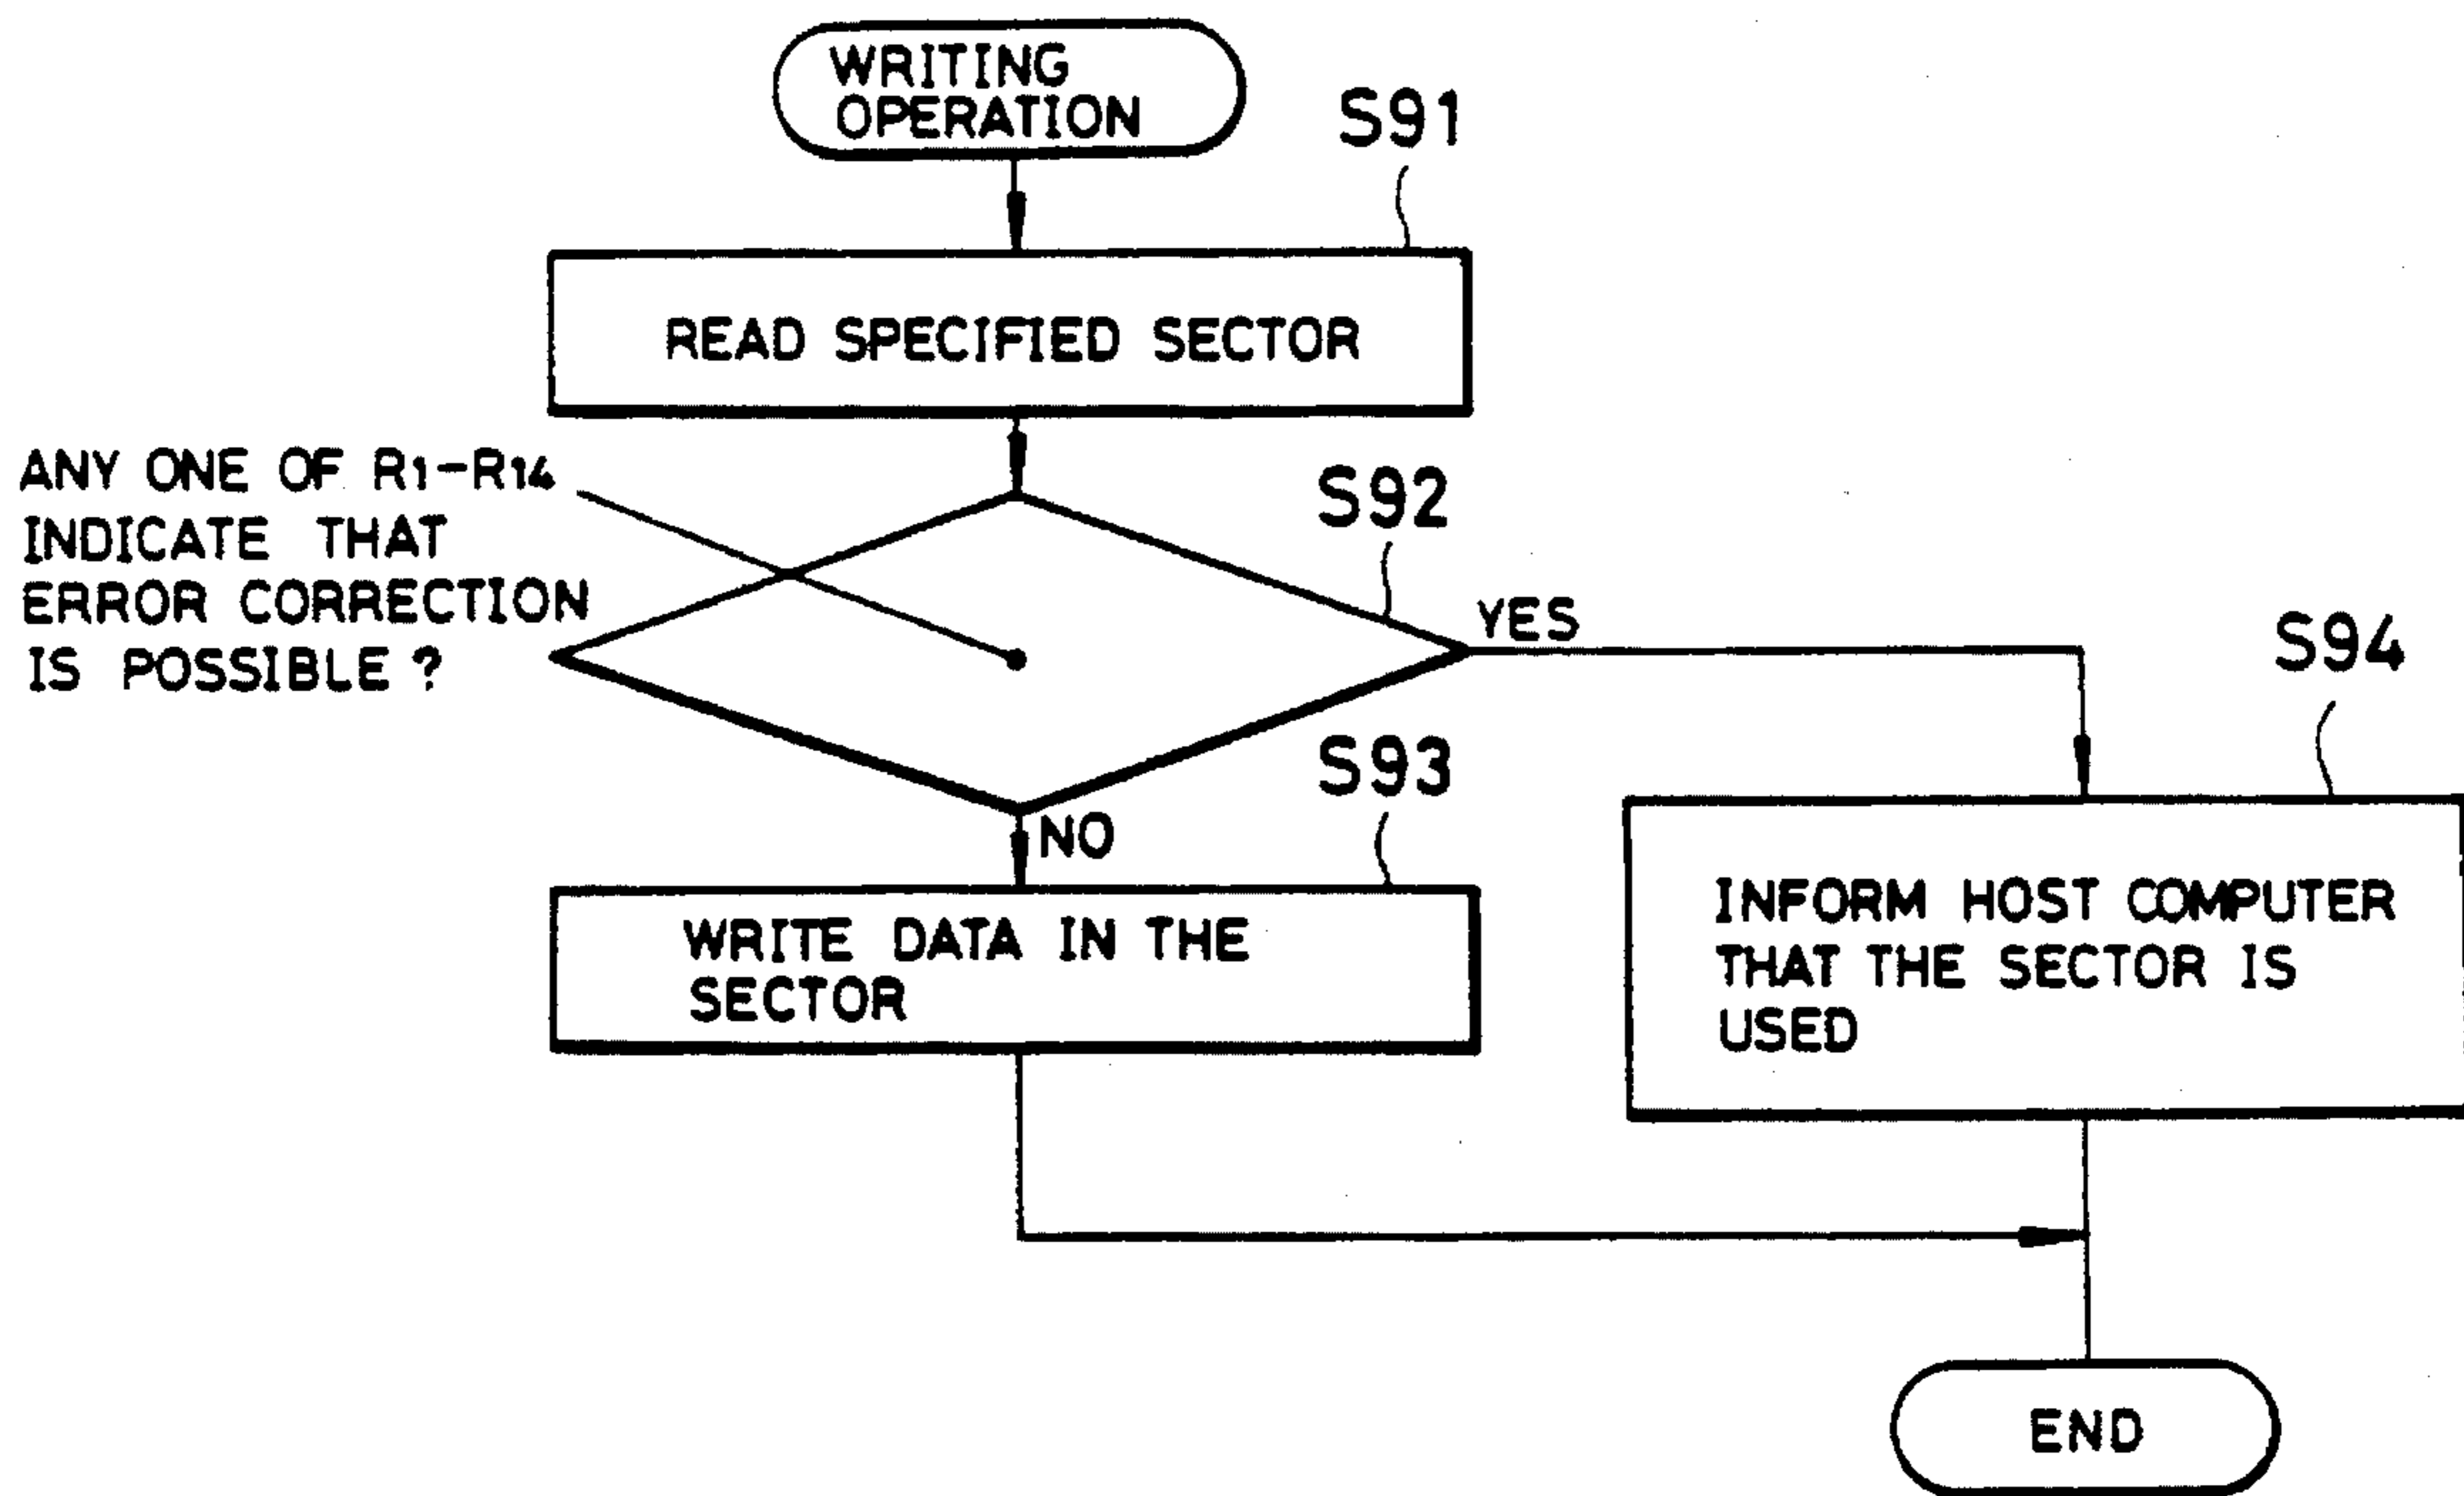 WRITING
OPERATION
S91
READ SPECIFIED SECTOR
ANY ONE OF R1-R14
INDICATE THAT
ERROR CORRECTION
IS POSSIBLE ?
S92
YES
S94
S93
NO
WRITE DATA IN THE
SECTOR
INFORM HOST COMPUTER
THAT THE SECTOR IS
USED
END